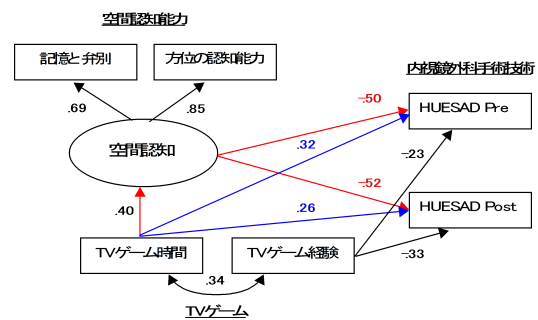 空間認知能力
記憶と弁別
方位の認知能力
内視鏡外科手術技術
.69
.85
-.50
HUESAD Pre
空間認知
.32
-.23
-.52
.40
.26
HUESAD Post
TVゲーム時間
TVゲーム経験
-.33
.34
TVゲーム